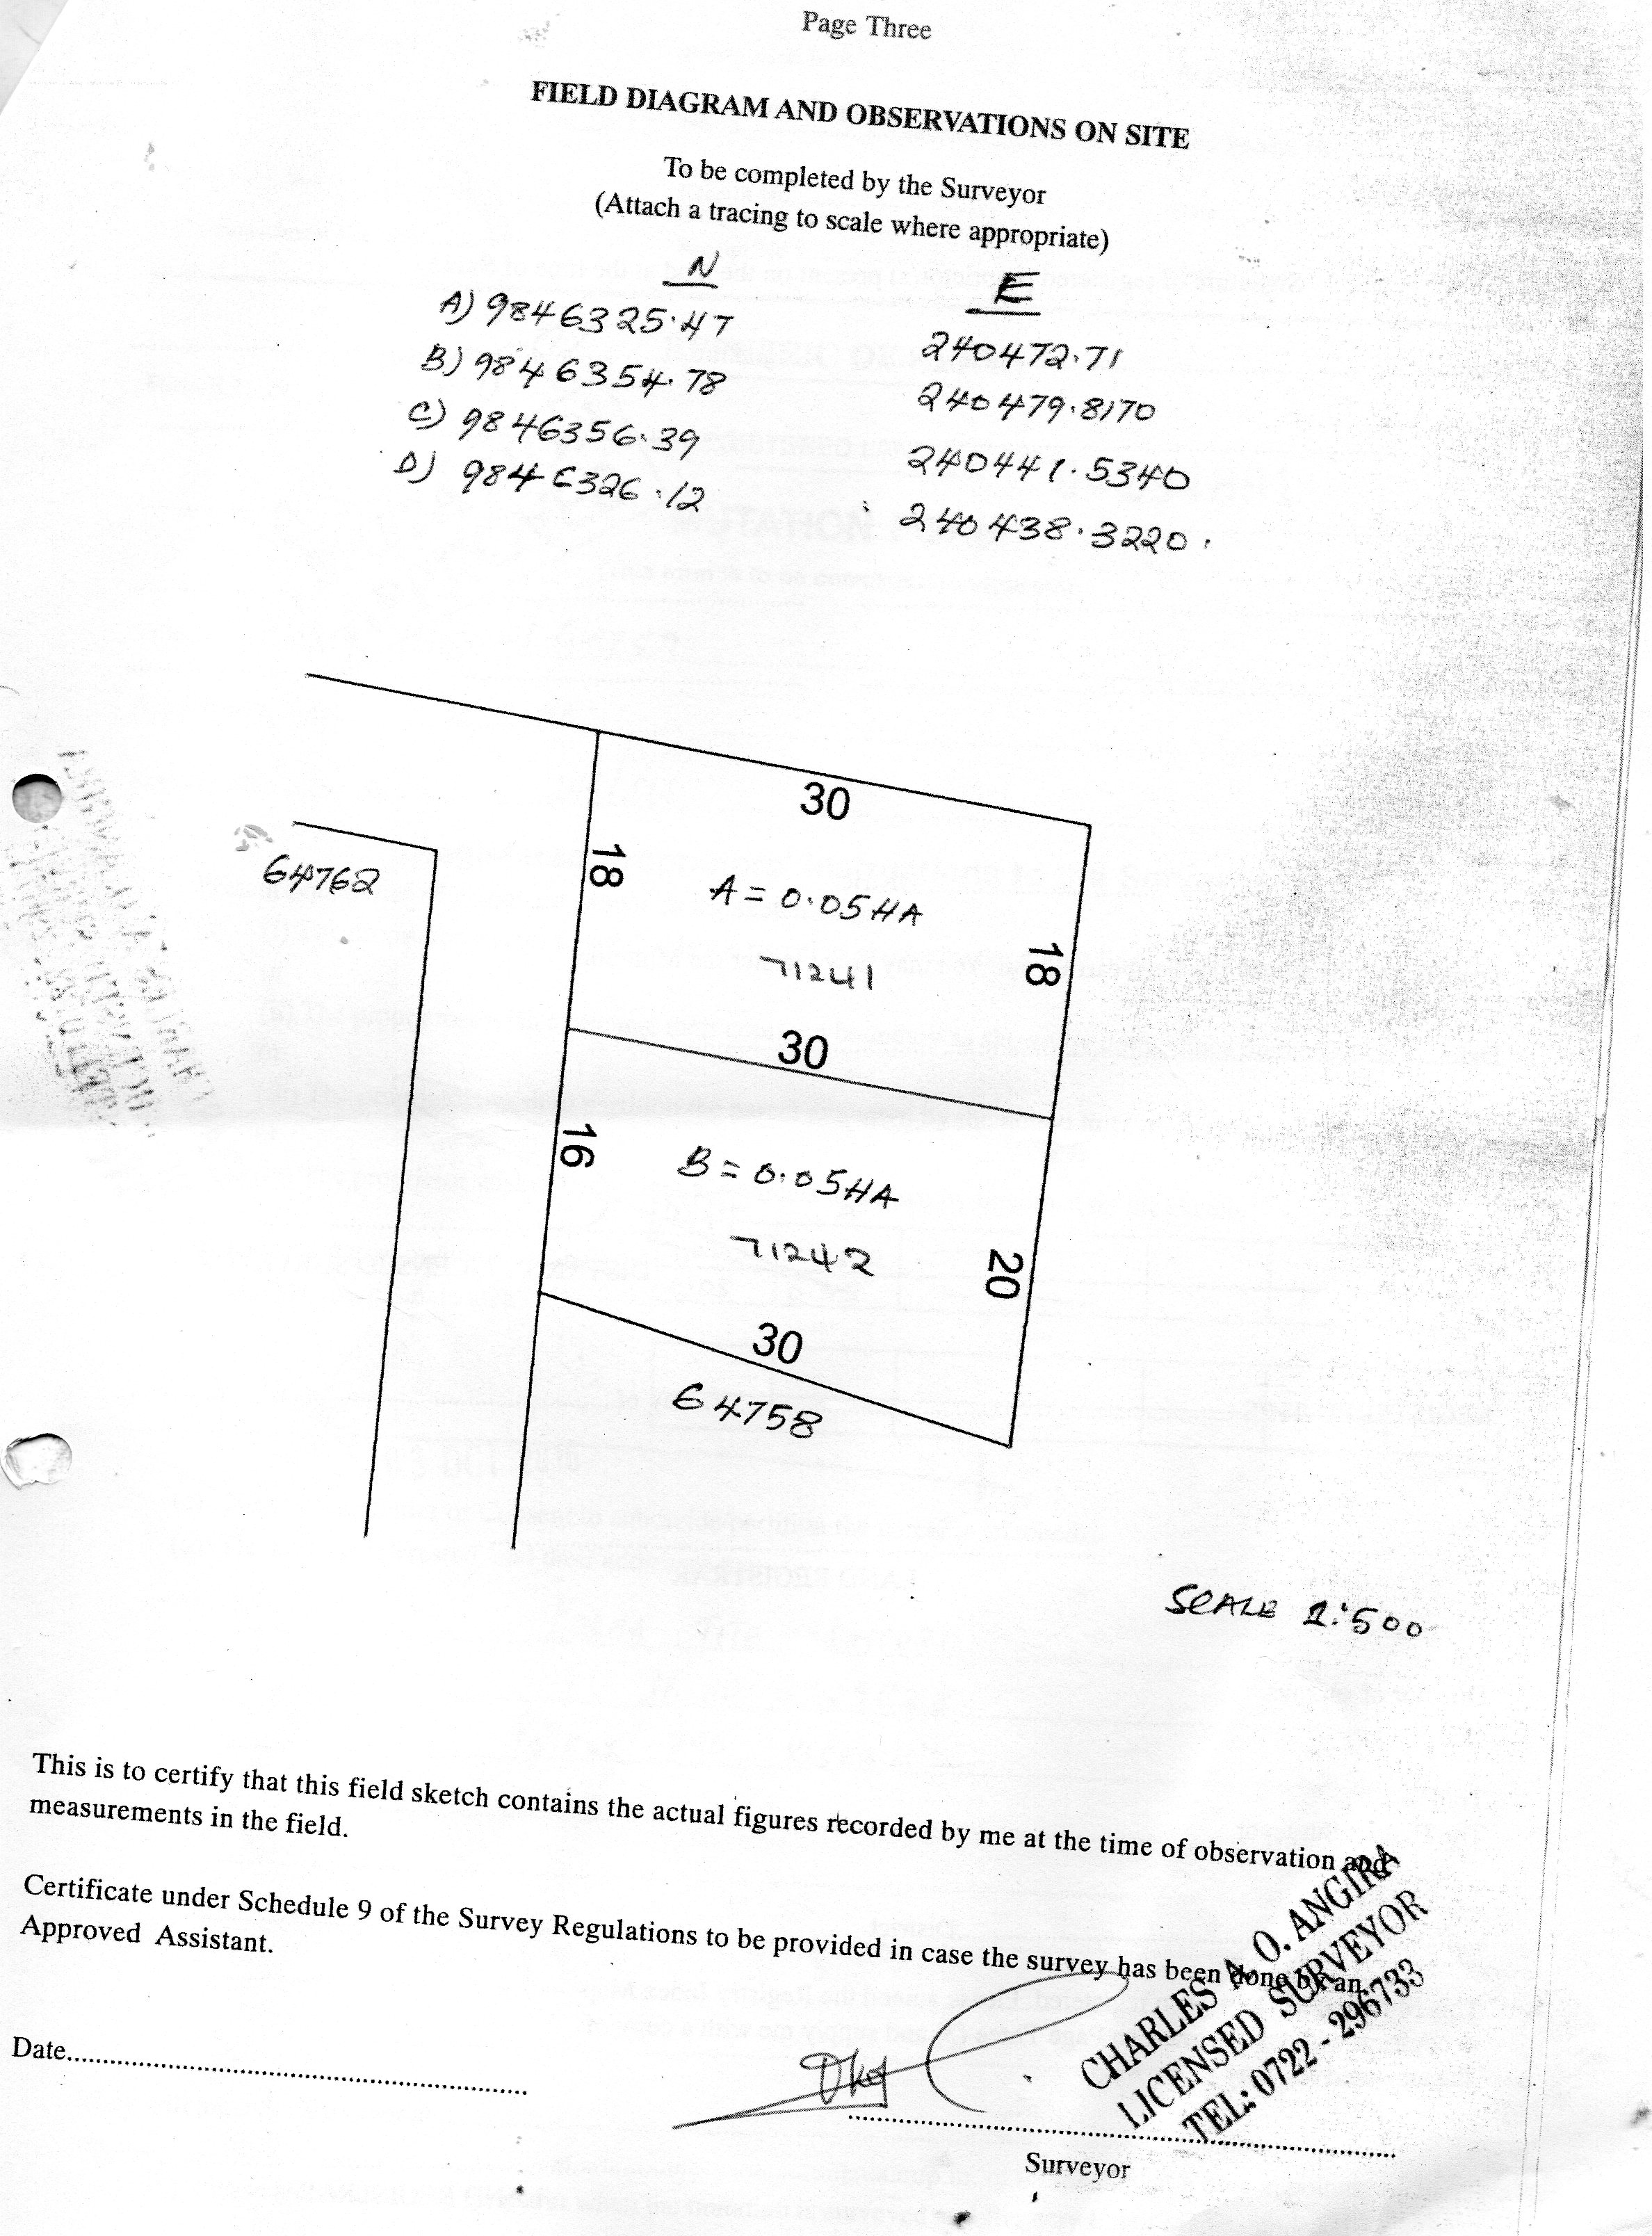 Page Three
FIELD DIAGRAM AND OBSERVATIONS ON SITE
To be completed by the Surveyor
(Attach a tracing to scale where appropriate)
N E
A) 9846325.47 240472.71
B) 9846354.78 240479.8170
C) 9846356.39 240441.5340
D) 9846326.12 240438.3220.
30
64762
18
A = 0.05HA
18
71241
30
16
B = 0.05HA
71242
20
30
64758
SCALE 1:500
This is to certify that this field sketch contains the actual figures recorded by me at the time of observation and
measurements in the field.
Certificate under Schedule 9 of the Survey Regulations to be provided in case the survey has been done by an
Approved Assistant.
CHARLES A. O. ANGIRA
LICENSED SURVEYOR
TEL: 0722 - 296733
Date
Surveyor